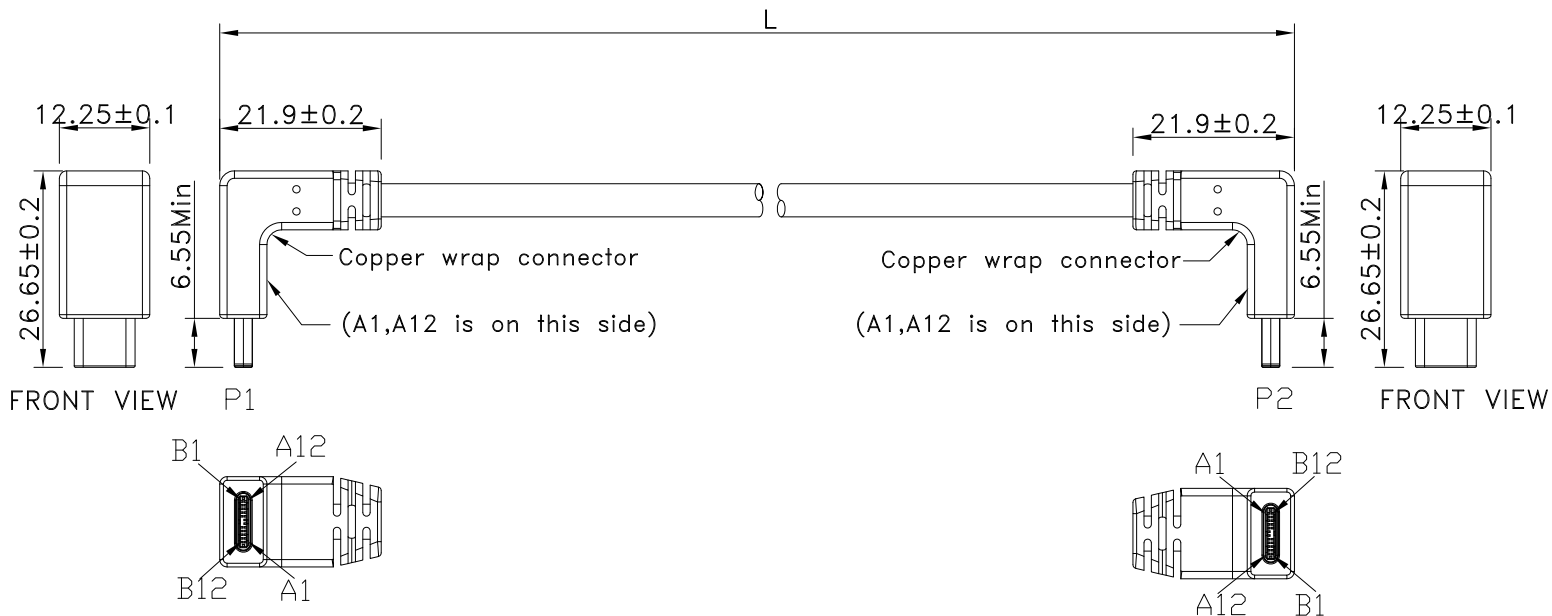 L
12.25±0.1
21.9±0.2
21.9±0.2
12.25±0.1
26.65±0.2
6.55Min
Copper wrap connector
(A1,A12 is on this side)
Copper wrap connector
(A1,A12 is on this side)
6.55Min
26.65±0.2
FRONT VIEW
P1
P2
FRONT VIEW
B1
A12
B12
A1
A1
B12
A12
B1